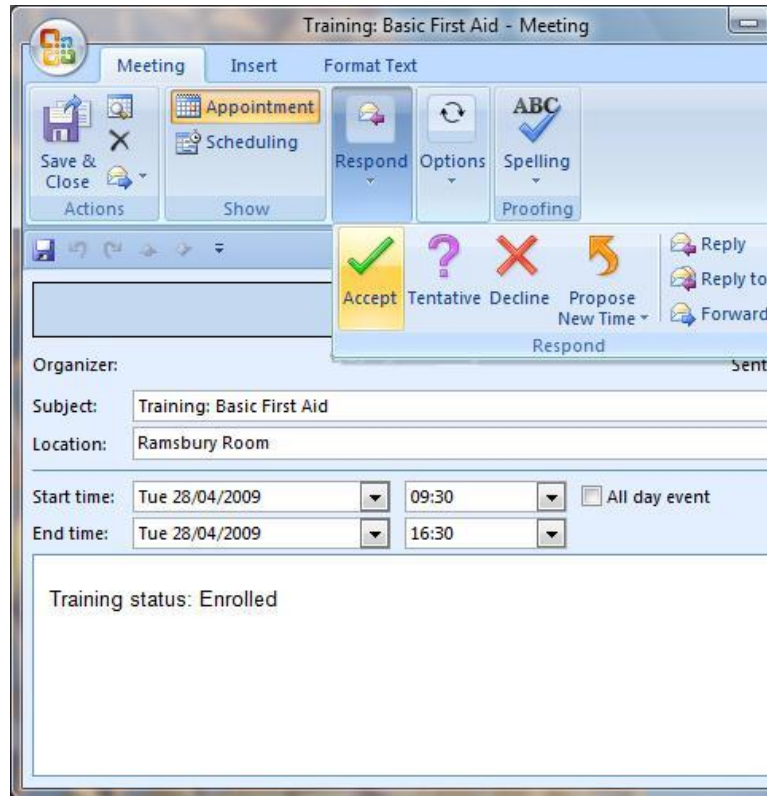 Training: Basic First Aid - Meeting
Meeting Insert Format Text
Save & Close
Appointment
Scheduling
Respond
Options
ABC
Spelling
Actions
Show
Proofing
Accept
Tentative
Decline
Propose New Time
Reply
Reply to
Forward
Respond
Organizer:
Sent
Subject: Training: Basic First Aid
Location: Ramsbury Room
Start time: Tue 28/04/2009 09:30 All day event
End time: Tue 28/04/2009 16:30
Training status: Enrolled